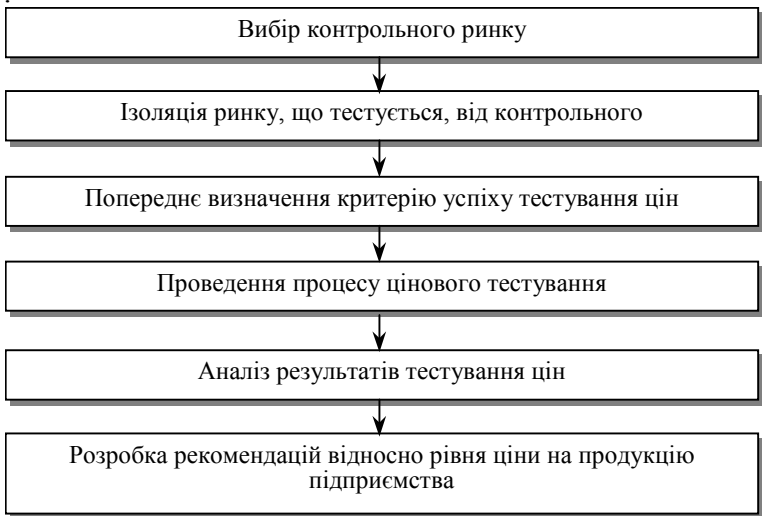 Вибір контрольного ринку
Ізоляція ринку, що тестується, від контрольного
Попереднє визначення критерію успіху тестування цін
Проведення процесу цінового тестування
Аналіз результатів тестування цін
Розробка рекомендацій відносно рівня ціни на продукцію
підприємства